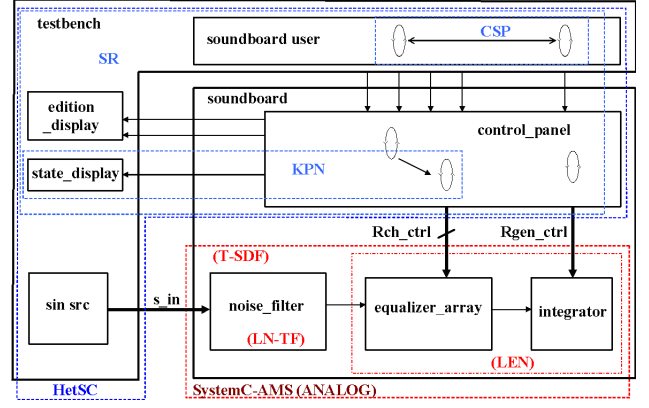 testbench
soundboard user
CSP
SR
soundboard
edition
_display
control_panel
state_display
KPN
Rch_ctrl
Rgen_ctrl
(T-SDF)
sin src
s_in
noise_filter
equalizer_array
integrator
(LN-TF)
(LEN)
HetSC
SystemC-AMS (ANALOG)